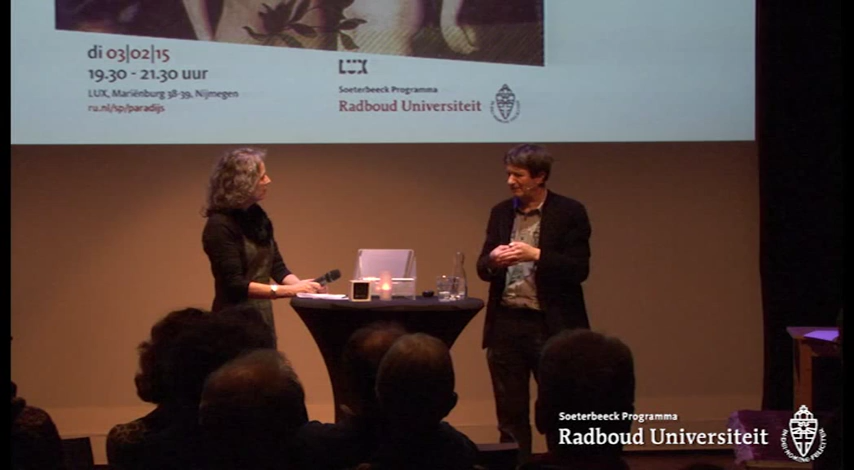 di 03|02|15
19.30 - 21.30 uur
LUX, Mariënburg 38-39, Nijmegen
ru.nl/sp/paradijs
LUX
Soeterbeeck Programma
Radboud Universiteit
Soeterbeeck Programma
Radboud Universiteit